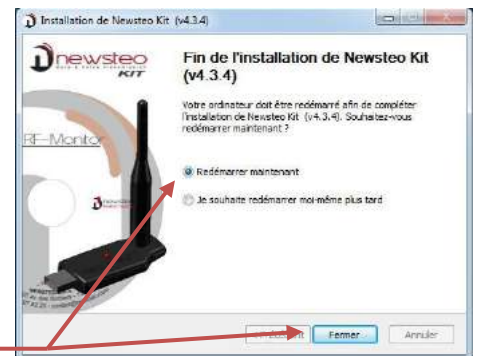 Installation de Newsteo Kit (v4.3.4)
newsteo
KIT
RF-Monitor
Fin de l'installation de Newsteo Kit
(v4.3.4)
Votre ordinateur doit être redémarré afin de compléter
l'installation de Newsteo Kit (v4.3.4). Souhaitez-vous
redémarrer maintenant ?
Redémarrer maintenant
Je souhaite redémarrer moi-même plus tard
Fermer
Annuler